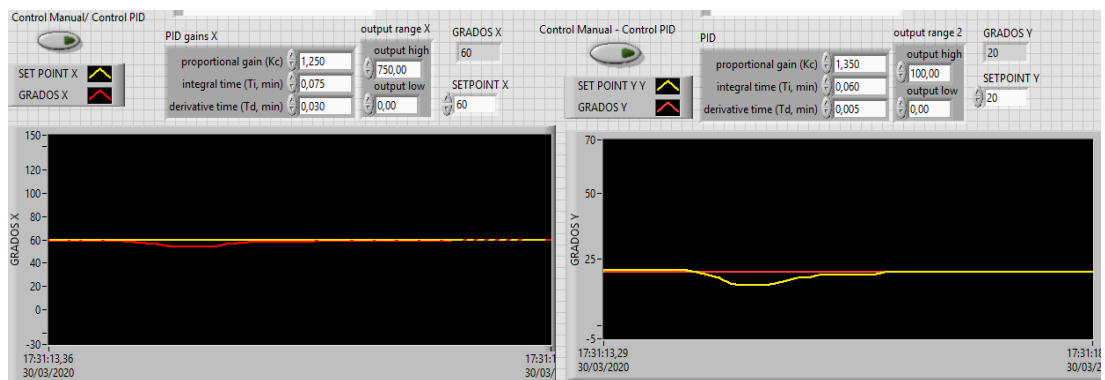 Control Manual/ Control PID
SET POINT X
GRADOS X
PID gains X
proportional gain (Kc) 1,250
integral time (Ti, min) 0,075
derivative time (Td, min) 0,030
output range X
output high
750,00
output low
0,00
GRADOS X
60
SETPOINT X
60
150
120
100
80
60
40
20
0
-30
GRADOS X
17:31:13,36
30/03/2020
17:31:1
30/03/
Control Manual - Control PID
SET POINT Y Y
GRADOS Y
PID
proportional gain (Kc) 1,350
integral time (Ti, min) 0,060
derivative time (Td, min) 0,005
output range 2
output high
100,00
output low
0,00
GRADOS Y
20
SETPOINT Y
20
70
50
25
-5
GRADOS Y
17:31:13,29
30/03/2020
17:31:18
30/03/2